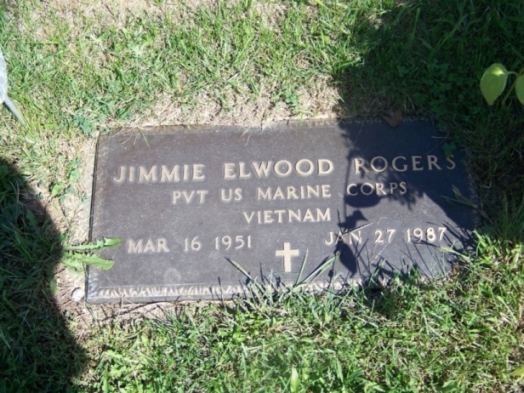 JIMMIE ELWOOD ROGERS
PVT US MARINE CORPS
VIETNAM
MAR 16 1951 JAN 27 1987